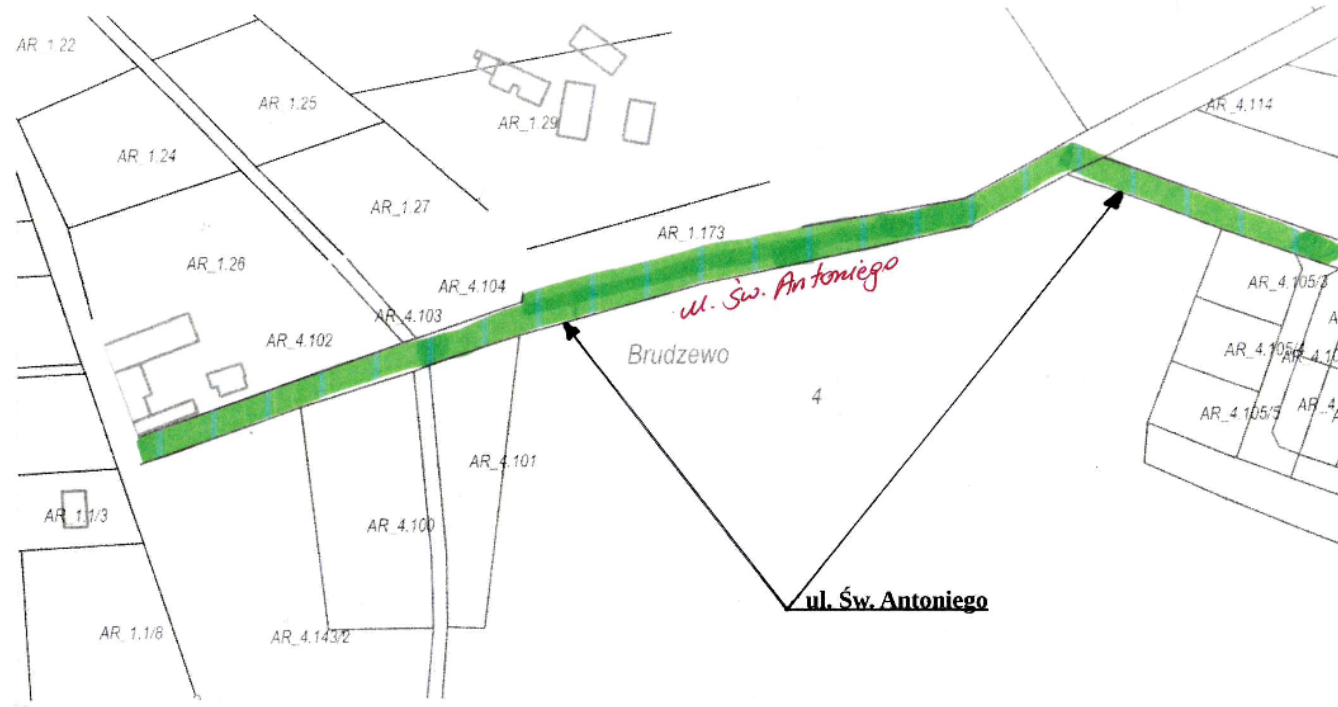 AR_1.22
AR_1.25
AR_4.114
AR_1.29
AR_1.24
AR_1.27
AR_1.173
AR_1.26
ul. Św. Antoniego
AR_4.104
AR_4.105/3
AR_4.103
AR_4.102
Brudzewo
4
AR_4.105/5
AR_4.101
AR_1.1/3
AR_4.100
ul. Św. Antoniego
AR_1.1/8
AR_4.143/2